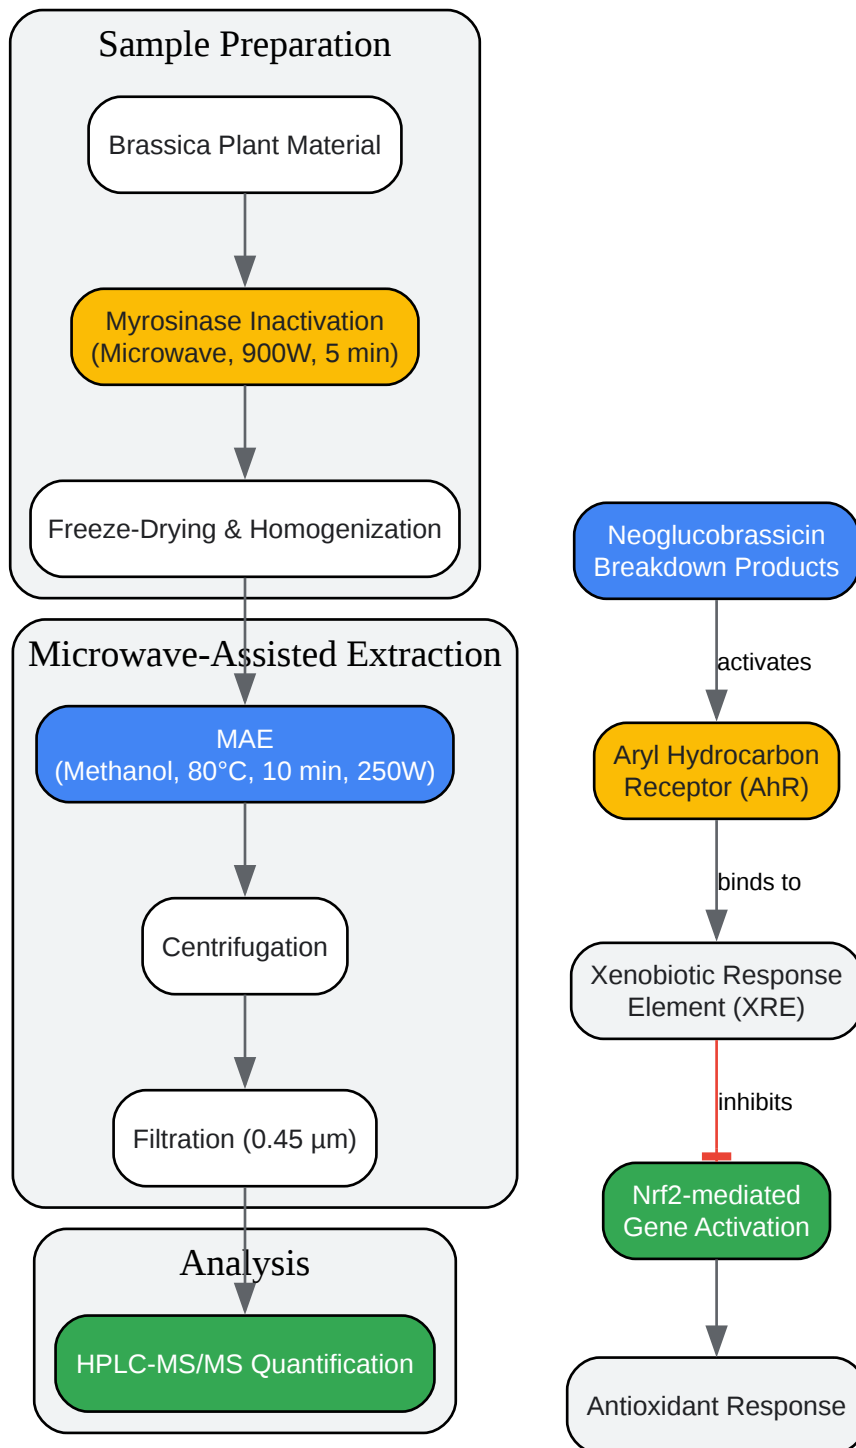 Sample Preparation
Brassica Plant Material
Myrosinase Inactivation
(Microwave, 900W, 5 min)
Freeze-Drying & Homogenization
Microwave-Assisted Extraction
MAE
(Methanol, 80°C, 10 min, 250W)
Centrifugation
Filtration (0.45 µm)
Analysis
HPLC-MS/MS Quantification
Neoglucobrassicin
Breakdown Products
activates
Aryl Hydrocarbon
Receptor (AhR)
binds to
Xenobiotic Response
Element (XRE)
inhibits
Nrf2-mediated
Gene Activation
Antioxidant Response